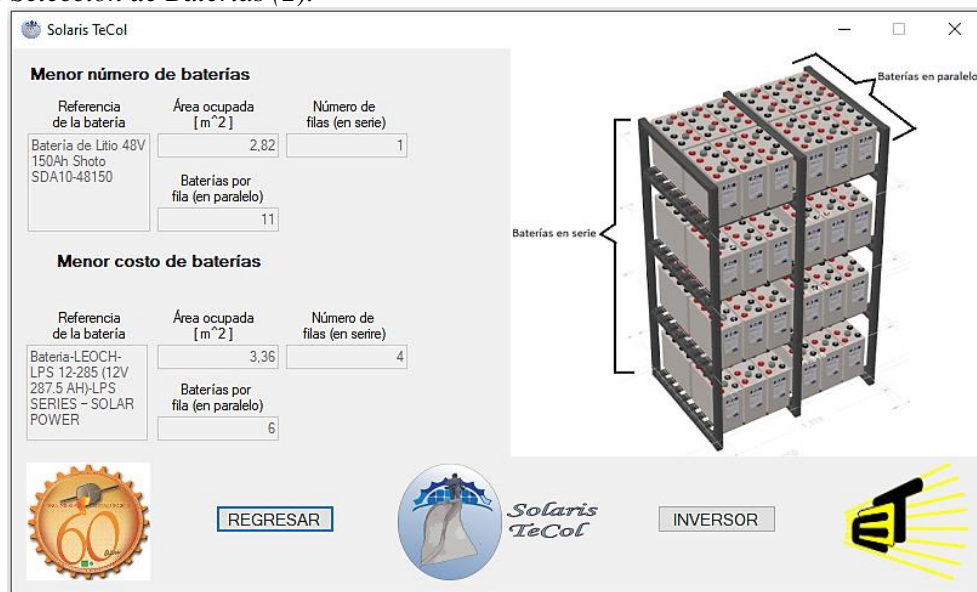 Selección de Baterías (2).
Solaris TeCol
Menor número de baterías
Referencia
de la batería
Área ocupada
[ m^2 ]
Número de
filas (en serie)
Batería de Litio 48V
150Ah Shoto
SDA10-48150
2,82
1
Baterías por
fila (en paralelo)
11
Menor costo de baterías
Referencia
de la batería
Área ocupada
[ m^2 ]
Número de
filas (en serire)
Bateria-LEOCH-
LPS 12-285 (12V
287.5 AH)-LPS
SERIES – SOLAR
POWER
3,36
4
Baterías por
fila (en paralelo)
6
Baterías en paralelo
Baterías en serie
60
REGRESAR
Solaris
TeCol
INVERSOR